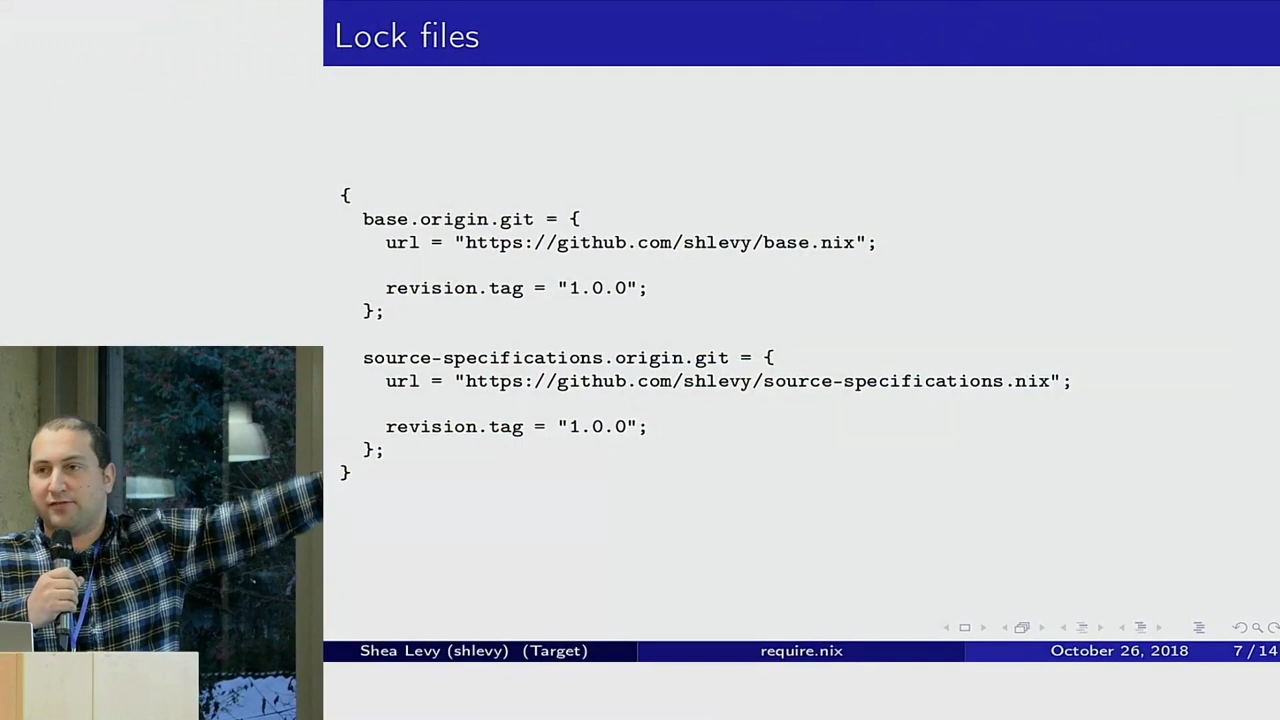 Lock files
{
  base.origin.git = {
    url = "https://github.com/shlevy/base.nix";
    revision.tag = "1.0.0";
  };
  source-specifications.origin.git = {
    url = "https://github.com/shlevy/source-specifications.nix";
    revision.tag = "1.0.0";
  };
}
Shea Levy (shlevy) (Target) require.nix October 26, 2018 7 / 14